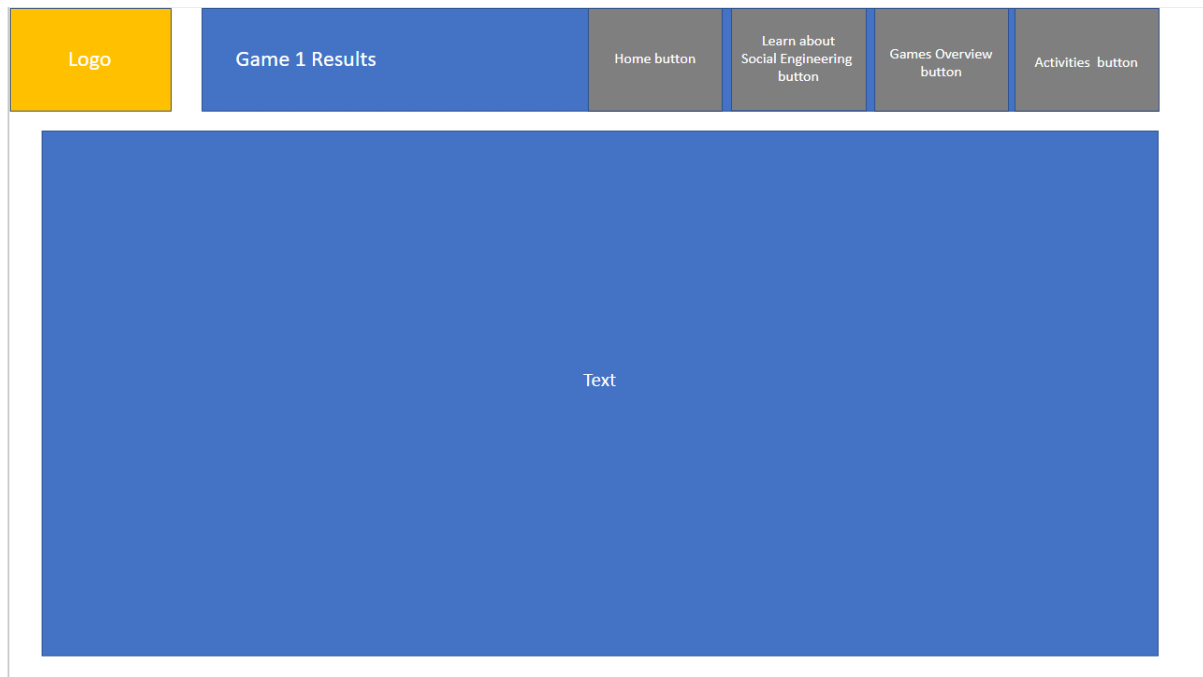 Logo
Game 1 Results
Home button
Learn about
Social Engineering
button
Games Overview
button
Activities  button
Text